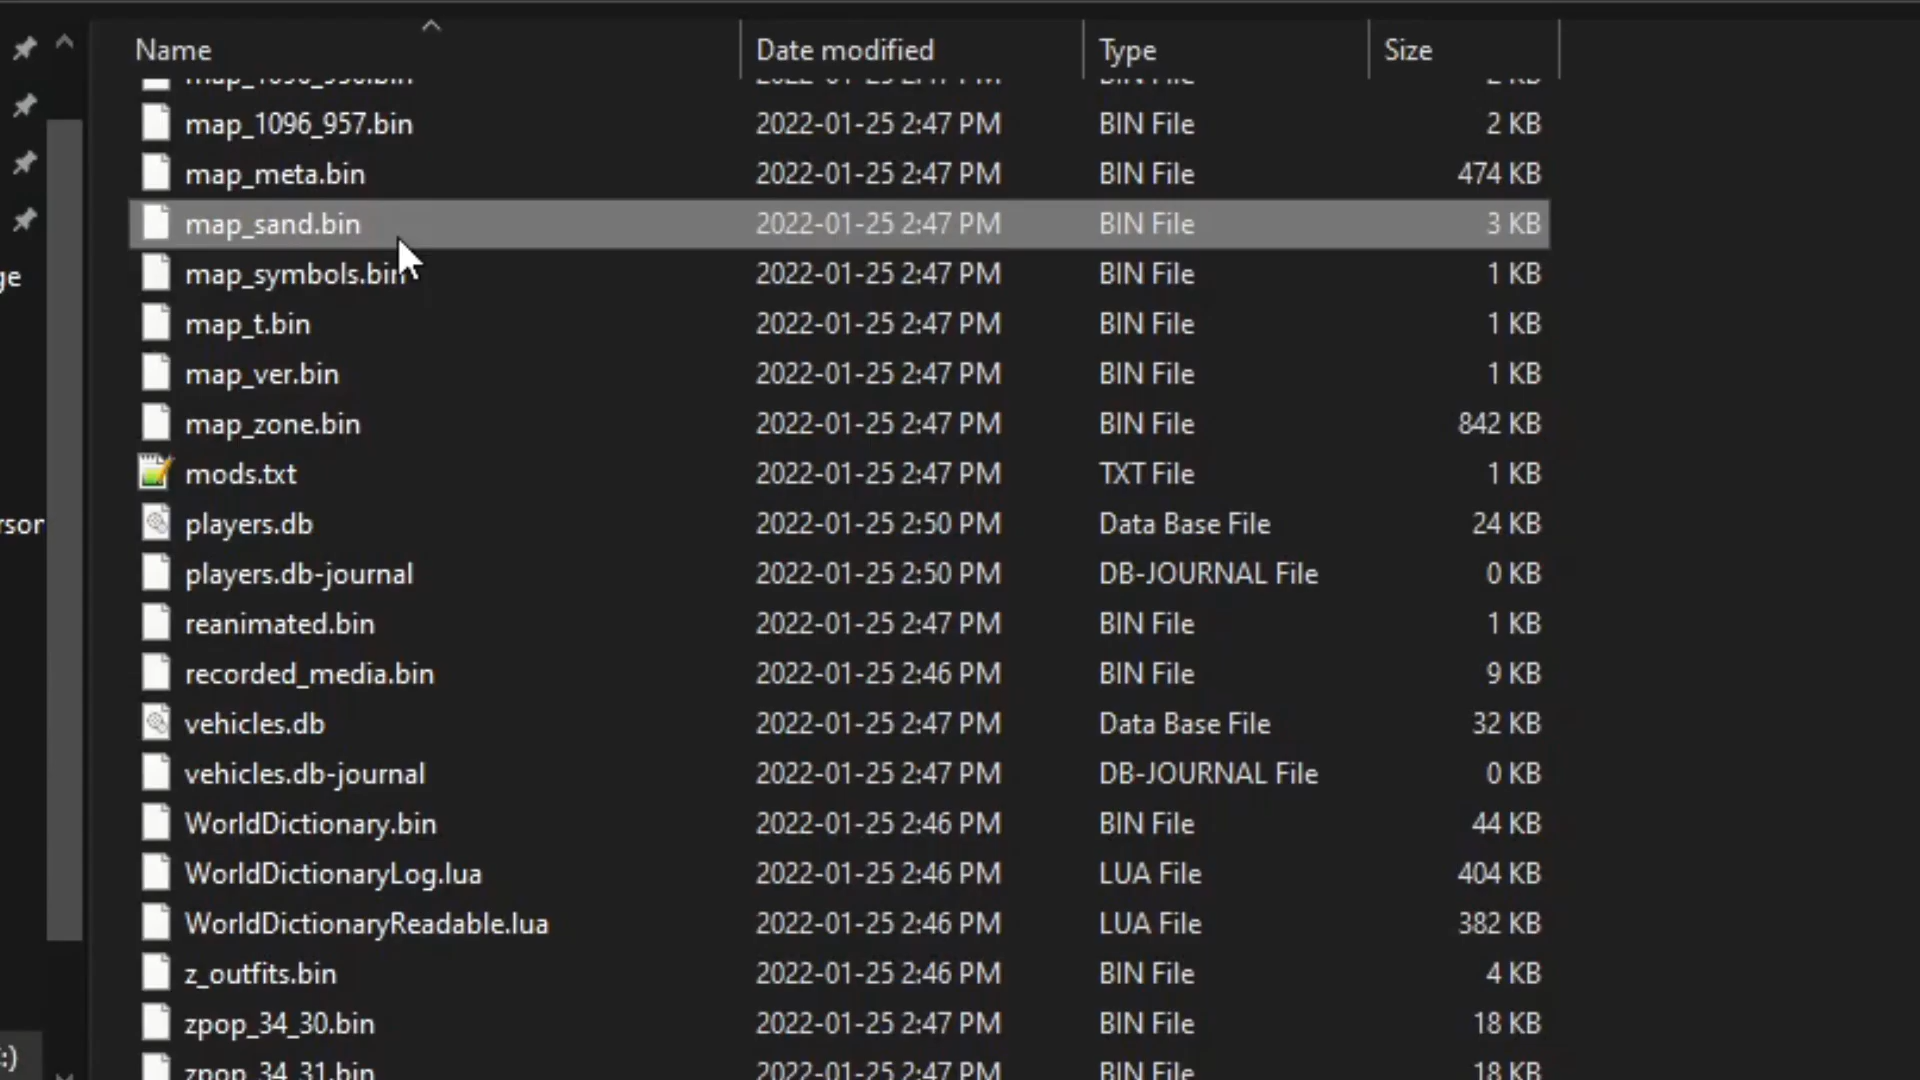 Name Date modified Type Size
map_1096_957.bin 2022-01-25 2:47 PM BIN File 2 KB
map_meta.bin 2022-01-25 2:47 PM BIN File 474 KB
map_sand.bin 2022-01-25 2:47 PM BIN File 3 KB
map_symbols.bin 2022-01-25 2:47 PM BIN File 1 KB
map_t.bin 2022-01-25 2:47 PM BIN File 1 KB
map_ver.bin 2022-01-25 2:47 PM BIN File 1 KB
map_zone.bin 2022-01-25 2:47 PM BIN File 842 KB
mods.txt 2022-01-25 2:47 PM TXT File 1 KB
players.db 2022-01-25 2:50 PM Data Base File 24 KB
players.db-journal 2022-01-25 2:50 PM DB-JOURNAL File 0 KB
reanimated.bin 2022-01-25 2:47 PM BIN File 1 KB
recorded_media.bin 2022-01-25 2:46 PM BIN File 9 KB
vehicles.db 2022-01-25 2:47 PM Data Base File 32 KB
vehicles.db-journal 2022-01-25 2:47 PM DB-JOURNAL File 0 KB
WorldDictionary.bin 2022-01-25 2:46 PM BIN File 44 KB
WorldDictionaryLog.lua 2022-01-25 2:46 PM LUA File 404 KB
WorldDictionaryReadable.lua 2022-01-25 2:46 PM LUA File 382 KB
z_outfits.bin 2022-01-25 2:46 PM BIN File 4 KB
zpop_34_30.bin 2022-01-25 2:47 PM BIN File 18 KB
zpop_34_31.bin 2022-01-25 2:47 PM BIN File 18 KB